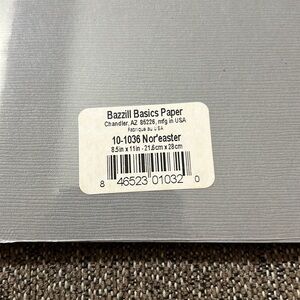 Bazzill Basics Paper
Chandler, AZ 85226, mfg in USA
Fabriqué au USA
10-1036 Nor'easter
8.5in x 11in - 21.6cm x 28cm
8 46523 01032 0